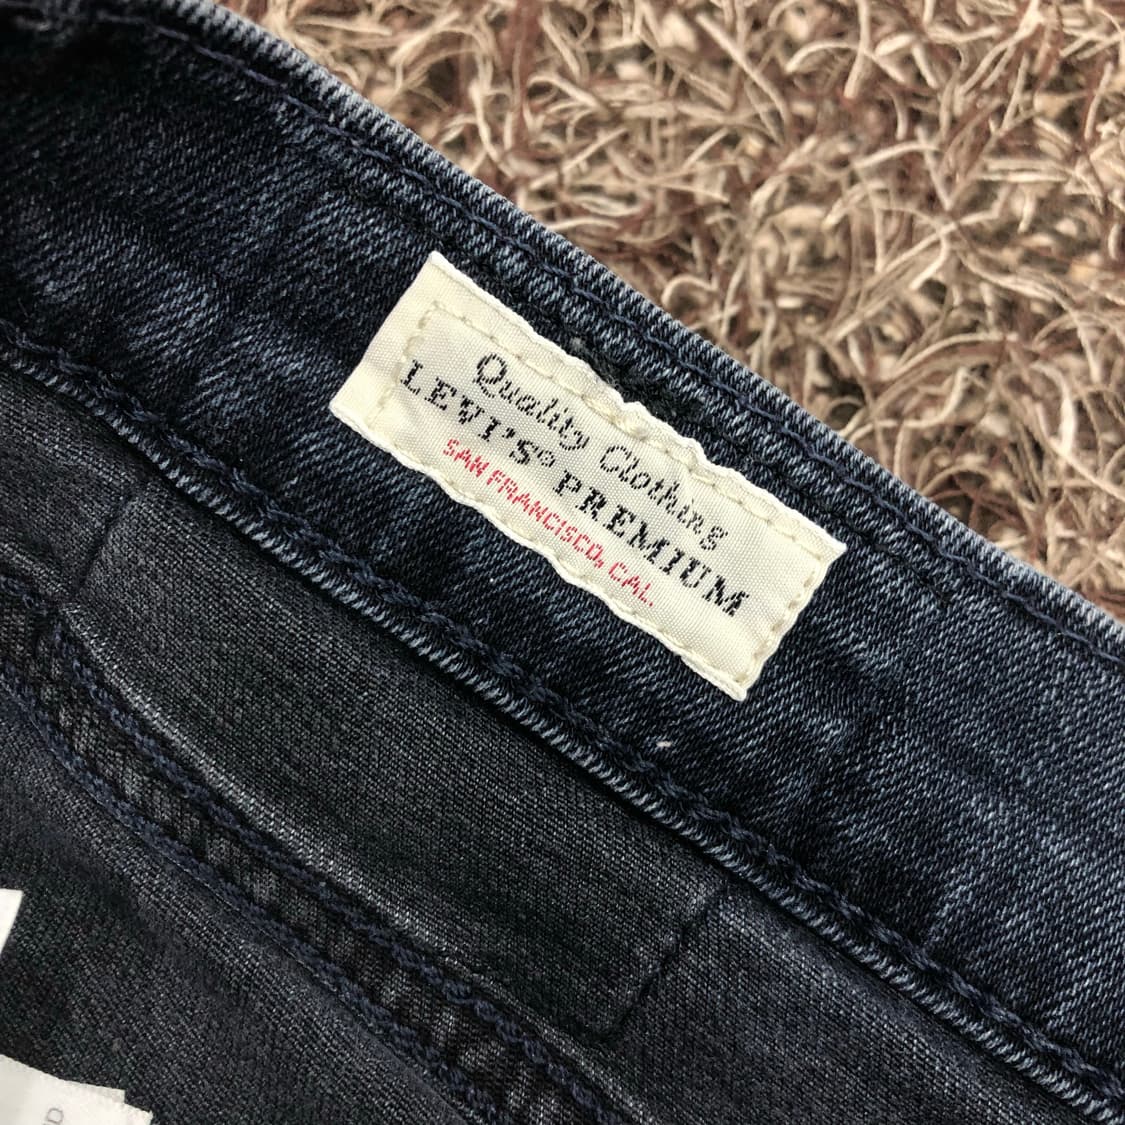 Quality Clothing
LEVI'S® PREMIUM
SAN FRANCISCO, CAL.